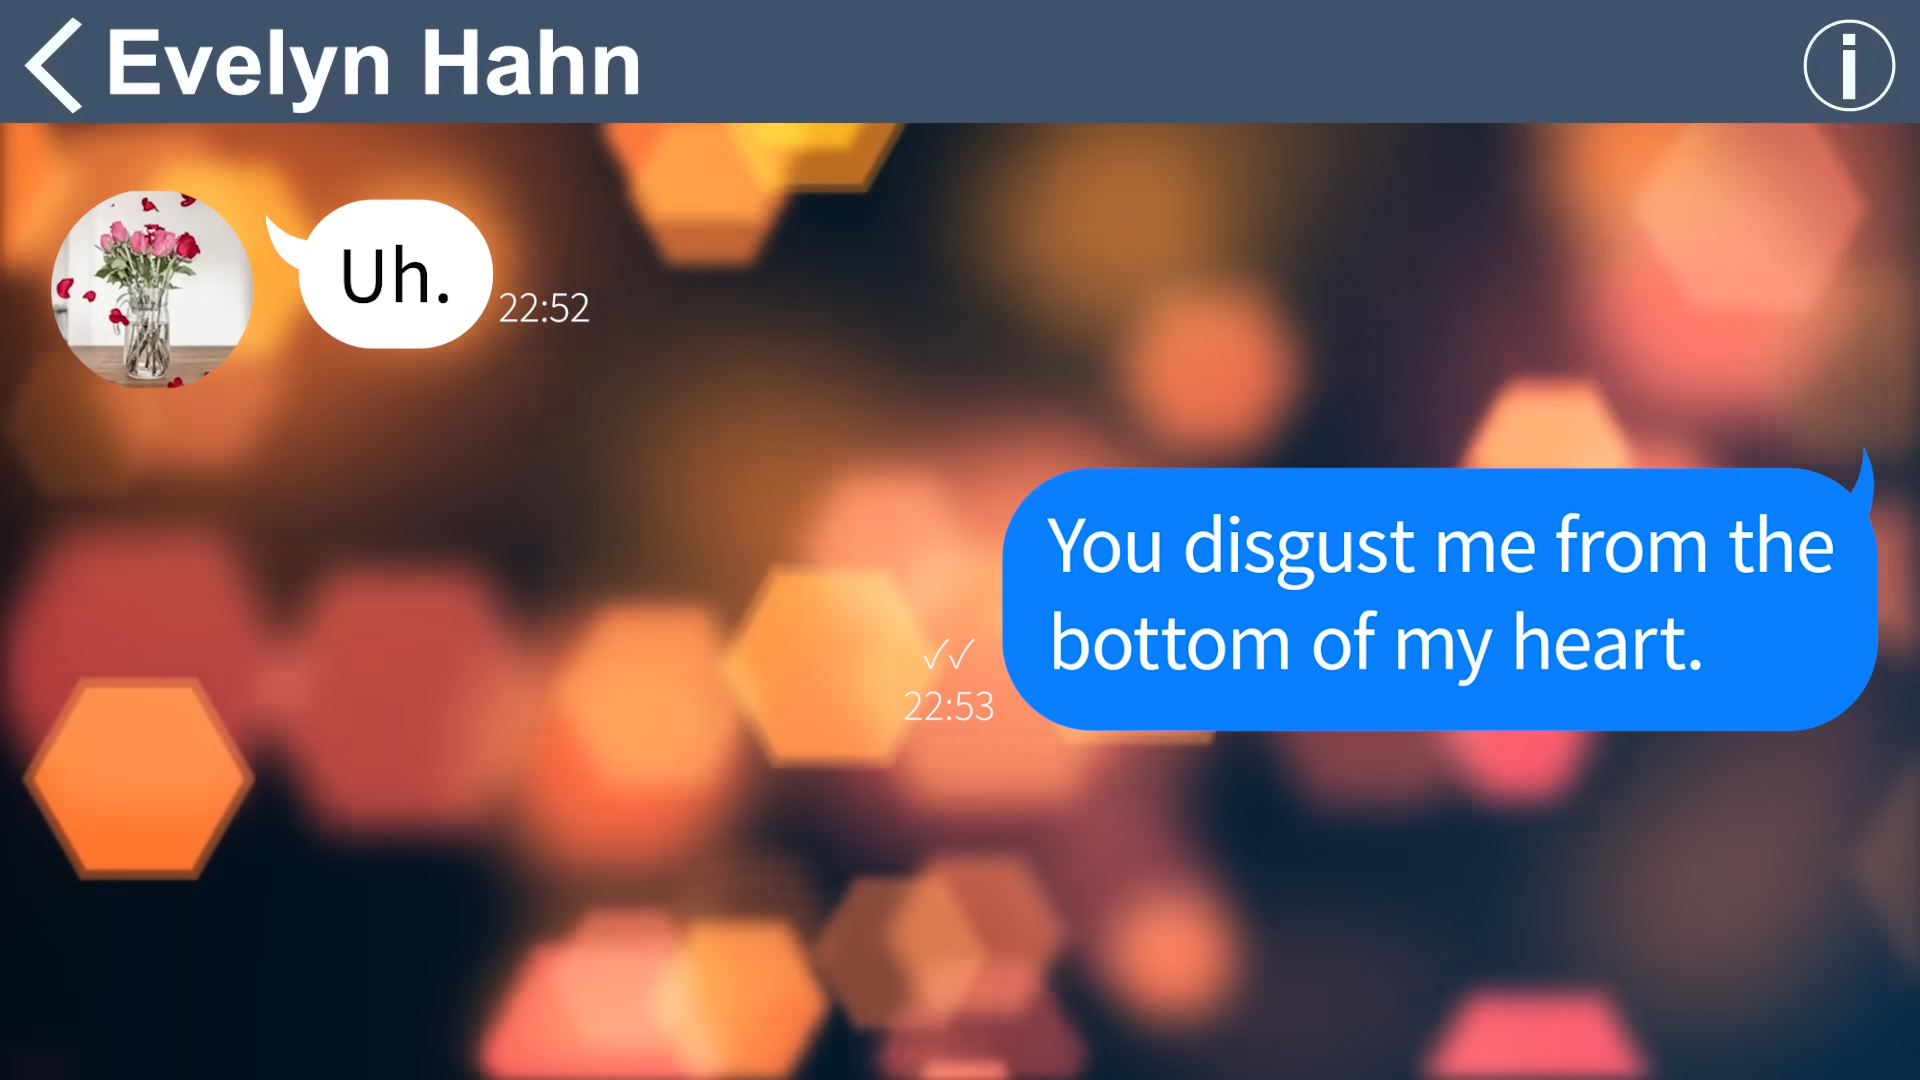 Evelyn Hahn
Uh.
22:52
You disgust me from the
bottom of my heart.
✓✓
22:53